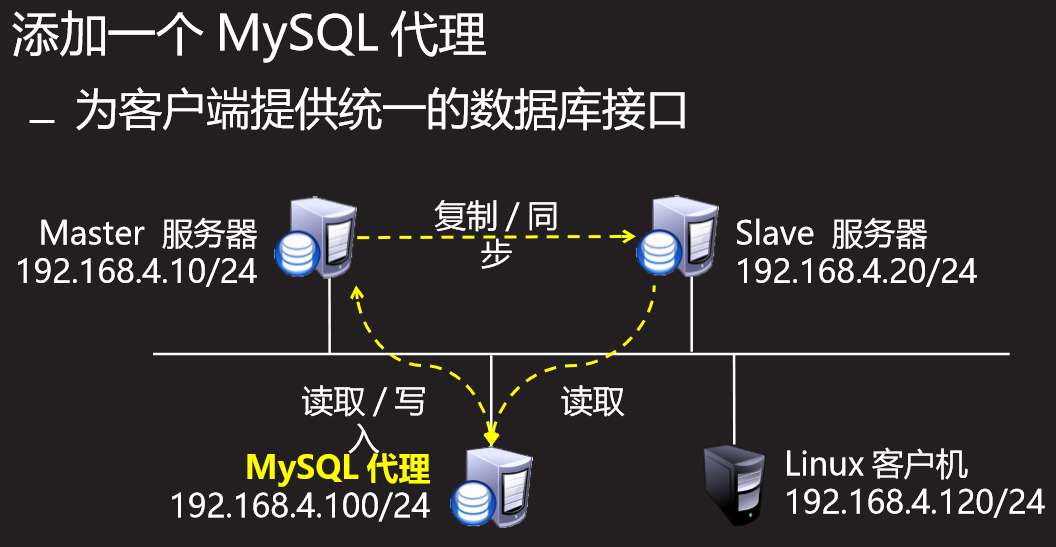 添加一个 MySQL 代理
– 为客户端提供统一的数据库接口
复制 / 同
步
Master 服务器
192.168.4.10/24
Slave 服务器
192.168.4.20/24
读取 / 写
入
读取
MySQL 代理
192.168.4.100/24
Linux 客户机
192.168.4.120/24